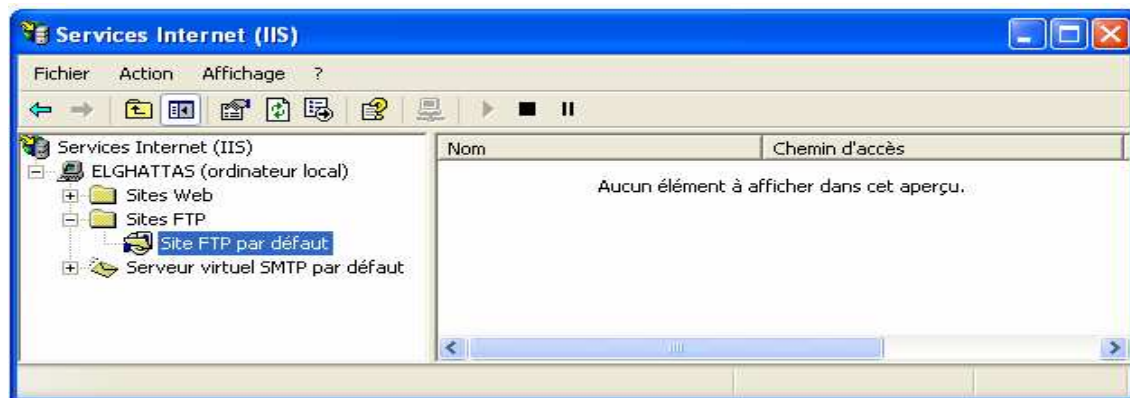 Services Internet (IIS)
Fichier Action Affichage ?
Services Internet (IIS)
ELGHATTAS (ordinateur local)
Sites Web
Sites FTP
Site FTP par défaut
Serveur virtuel SMTP par défaut
Nom Chemin d'accès
Aucun élément à afficher dans cet aperçu.